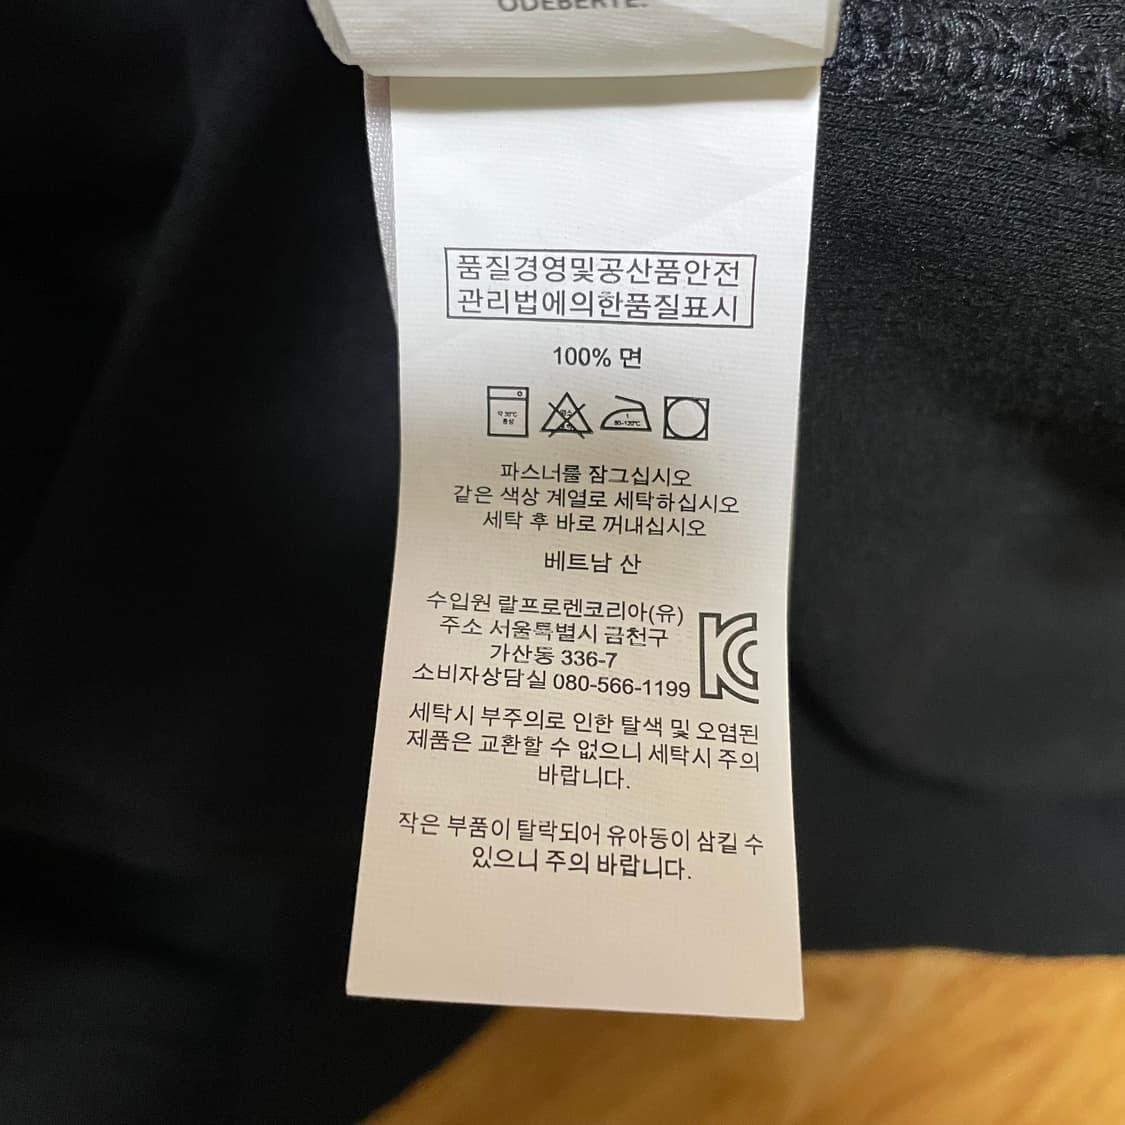 ODEBERTE.
품질경영및공산품안전
관리법에의한품질표시
100% 면
약 30℃
중성
80-120℃
파스너를 잠그십시오
같은 색상 계열로 세탁하십시오
세탁 후 바로 꺼내십시오
베트남 산
수입원 랄프로렌코리아(유)
주소 서울특별시 금천구
가산동 336-7
소비자상담실 080-566-1199
세탁시 부주의로 인한 탈색 및 오염된
제품은 교환할 수 없으니 세탁시 주의
바랍니다.
작은 부품이 탈락되어 유아동이 삼킬 수
있으니 주의 바랍니다.